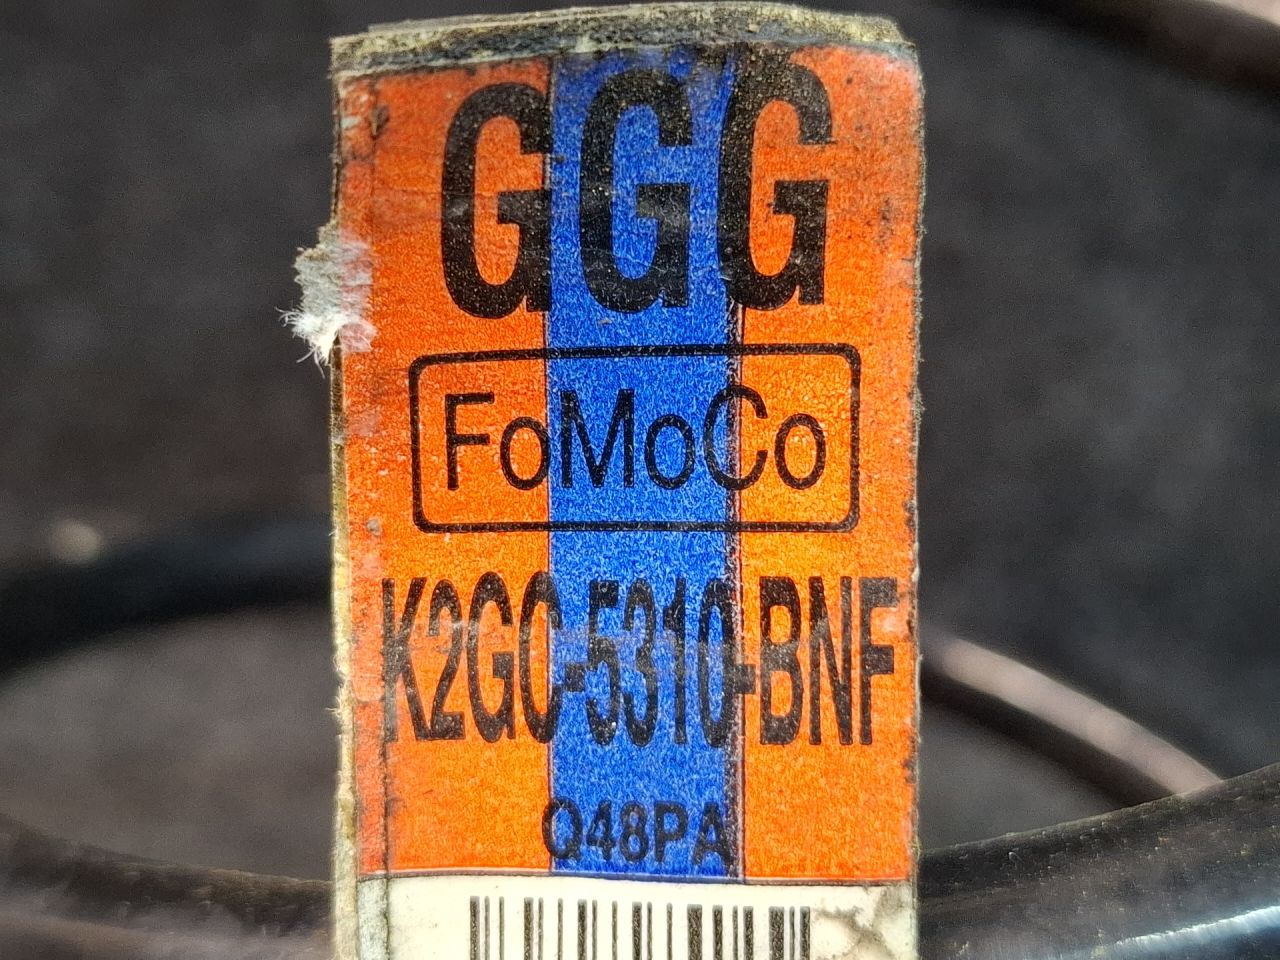 GGG
FoMoCo
K2GC-5310-BNF
Q48PA